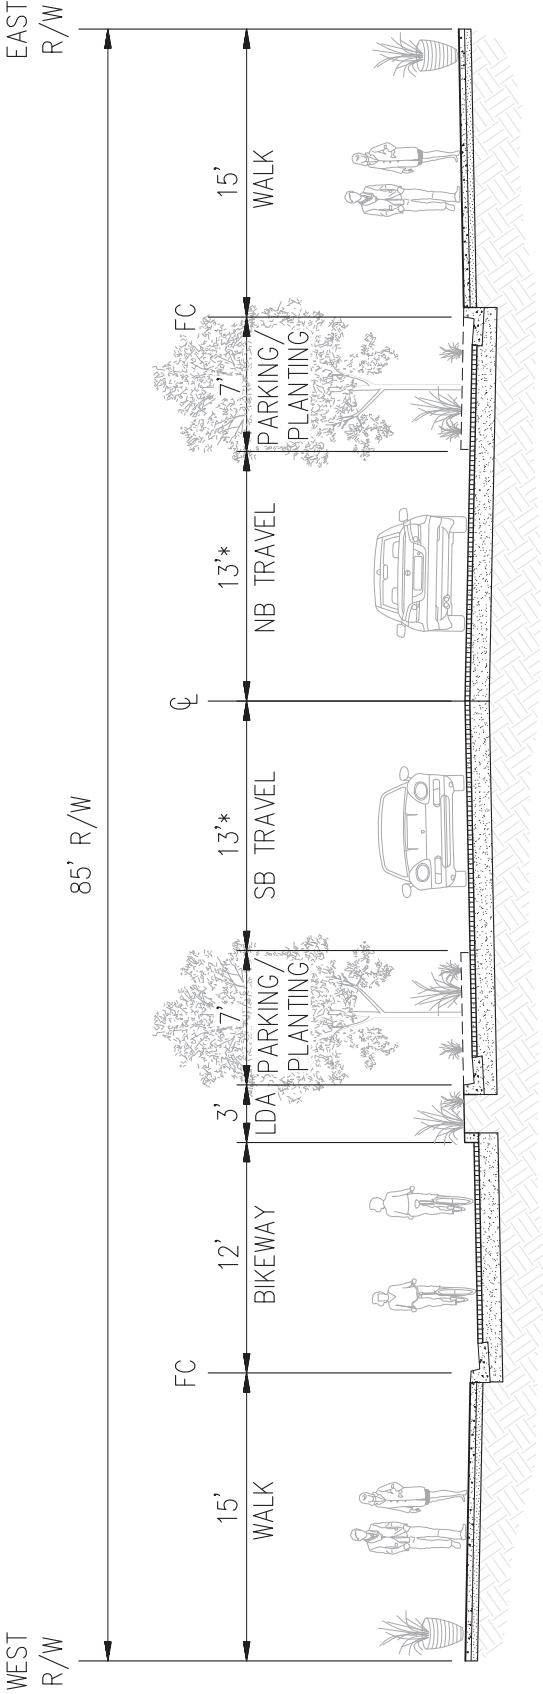 WEST
R/W
EAST
R/W
85' R/W
FC
℄
FC
15'
WALK
12'
BIKEWAY
3'
LDA
7'
PARKING/
PLANTING
13'*
SB TRAVEL
13'*
NB TRAVEL
7'
PARKING/
PLANTING
15'
WALK